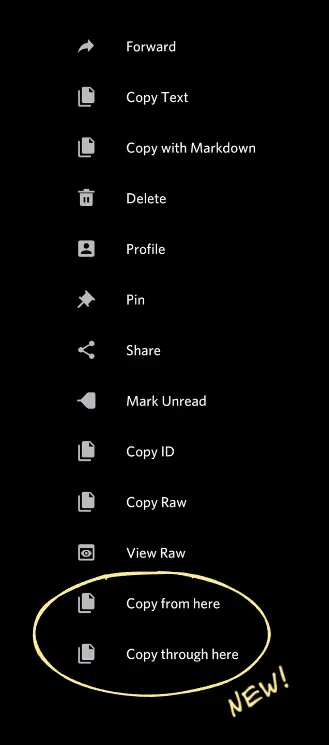 Forward
Copy Text
Copy with Markdown
Delete
Profile
Pin
Share
Mark Unread
Copy ID
Copy Raw
View Raw
Copy from here
Copy through here
NEW!